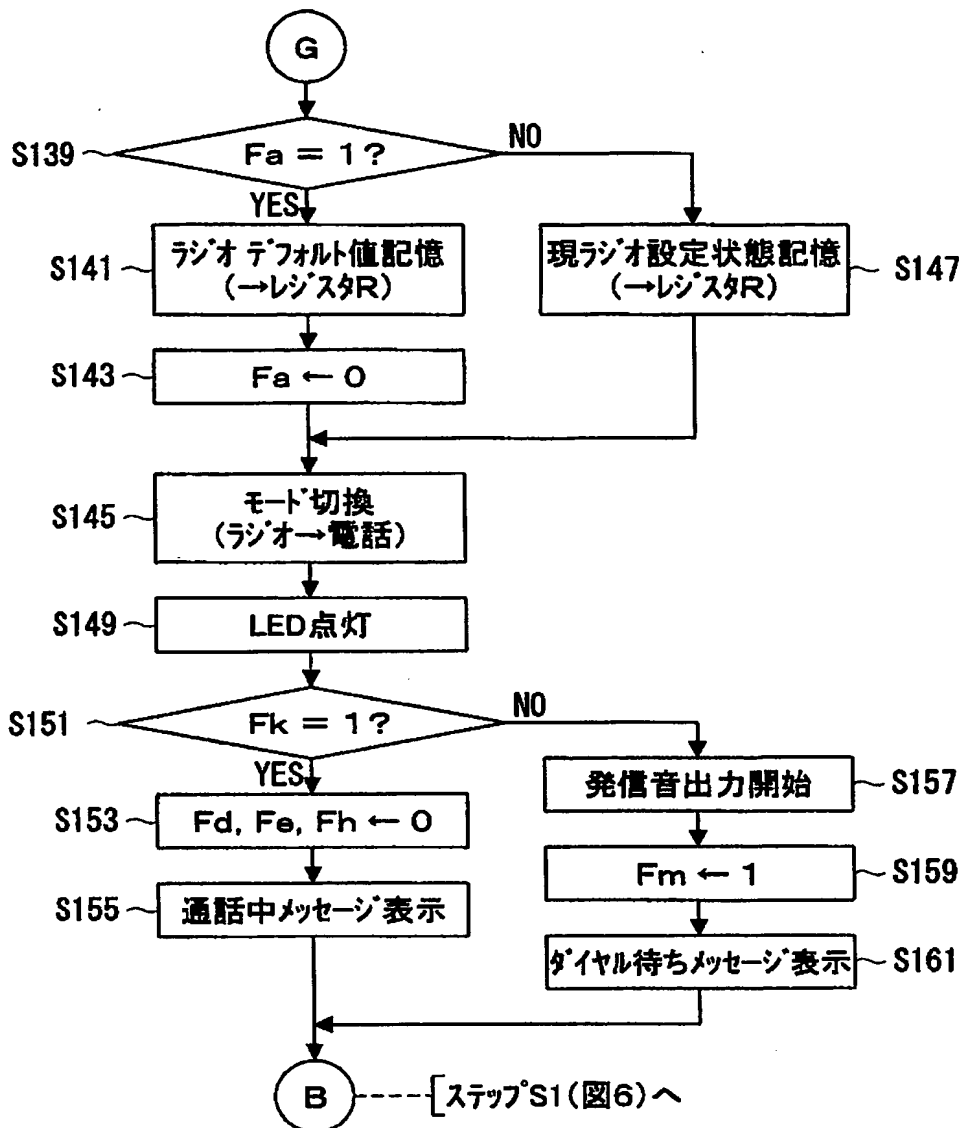 G
S139
Fa = 1?
NO
YES
S141
ラジオ デフォルト値記憶
(→レジスタR)
現ラジオ設定状態記憶
(→レジスタR)
S147
S143
Fa ← 0
S145
モード切換
(ラジオ→電話)
S149
LED点灯
S151
Fk = 1?
NO
YES
S153
Fd, Fe, Fh ← 0
発信音出力開始
S157
S155
通話中メッセージ表示
Fm ← 1
S159
ダイヤル待ちメッセージ表示
S161
B
ステップS1(図6)へ